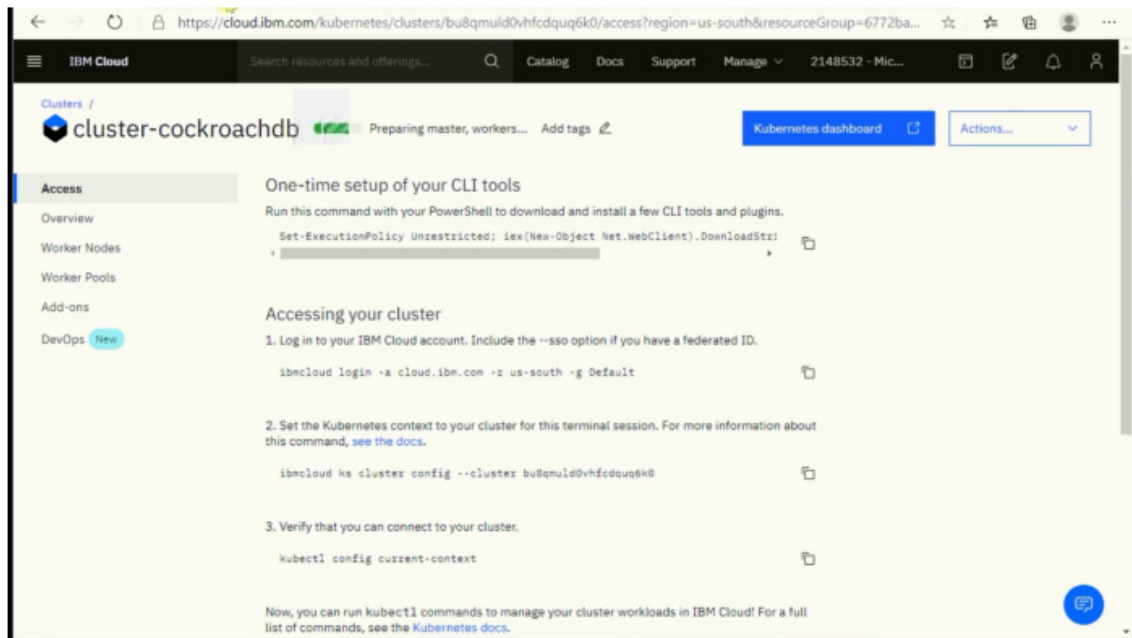 https://cloud.ibm.com/kubernetes/clusters/bu8qmuld0vhfcdquq6k0/access?region=us-south&resourceGroup=6772ba...
IBM Cloud
Search resources and offerings...
Catalog
Docs
Support
Manage
2148532 - Mic...
Clusters /
cluster-cockroachdb
Preparing master, workers...
Add tags
Kubernetes dashboard
Actions...
Access
Overview
Worker Nodes
Worker Pools
Add-ons
DevOps New
One-time setup of your CLI tools
Run this command with your PowerShell to download and install a few CLI tools and plugins.
Set-ExecutionPolicy Unrestricted; iex(New-Object Net.WebClient).DownloadStri
Accessing your cluster
1. Log in to your IBM Cloud account. Include the --sso option if you have a federated ID.
ibmcloud login -a cloud.ibm.com -r us-south -g Default
2. Set the Kubernetes context to your cluster for this terminal session. For more information about
this command, see the docs.
ibmcloud ks cluster config --cluster bu8qmuld0vhfcdquq6k0
3. Verify that you can connect to your cluster.
kubectl config current-context
Now, you can run kubectl commands to manage your cluster workloads in IBM Cloud! For a full
list of commands, see the Kubernetes docs.